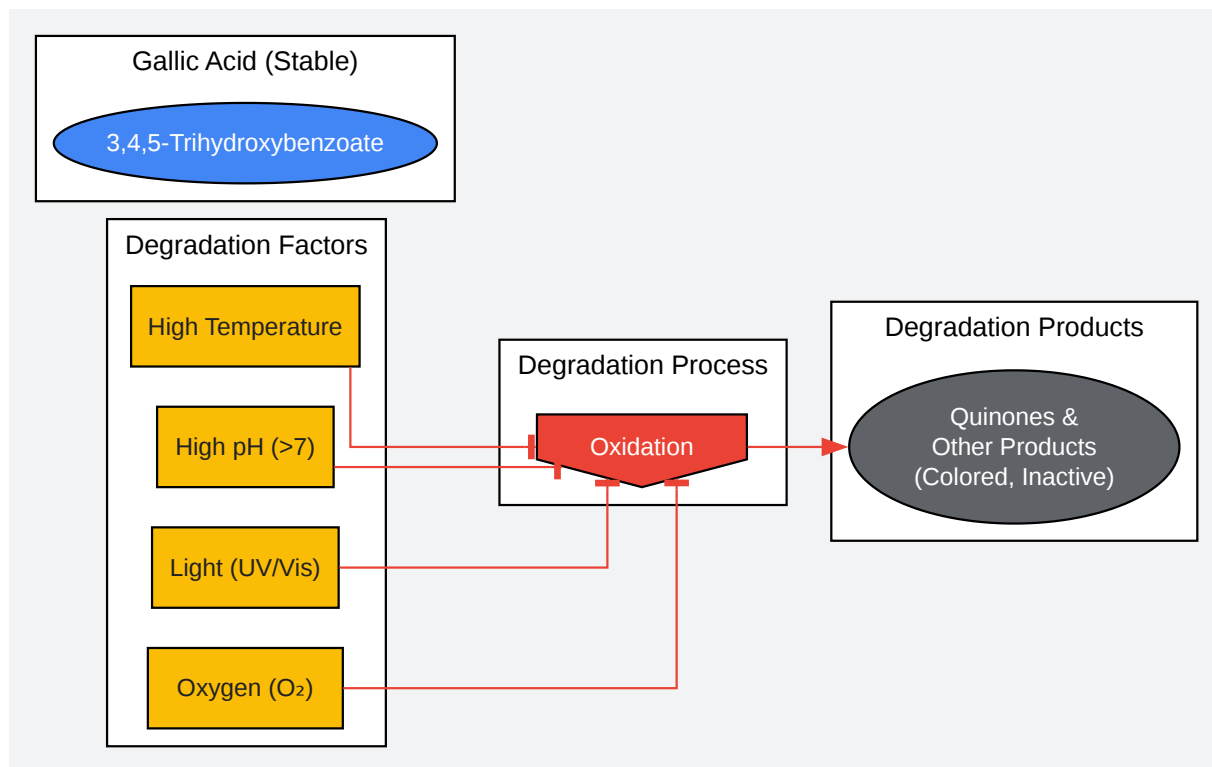 Gallic Acid (Stable)
3,4,5-Trihydroxybenzoate
Degradation Factors
High Temperature
High pH (>7)
Light (UV/Vis)
Oxygen (O₂)
Degradation Process
Oxidation
Degradation Products
Quinones &
Other Products
(Colored, Inactive)